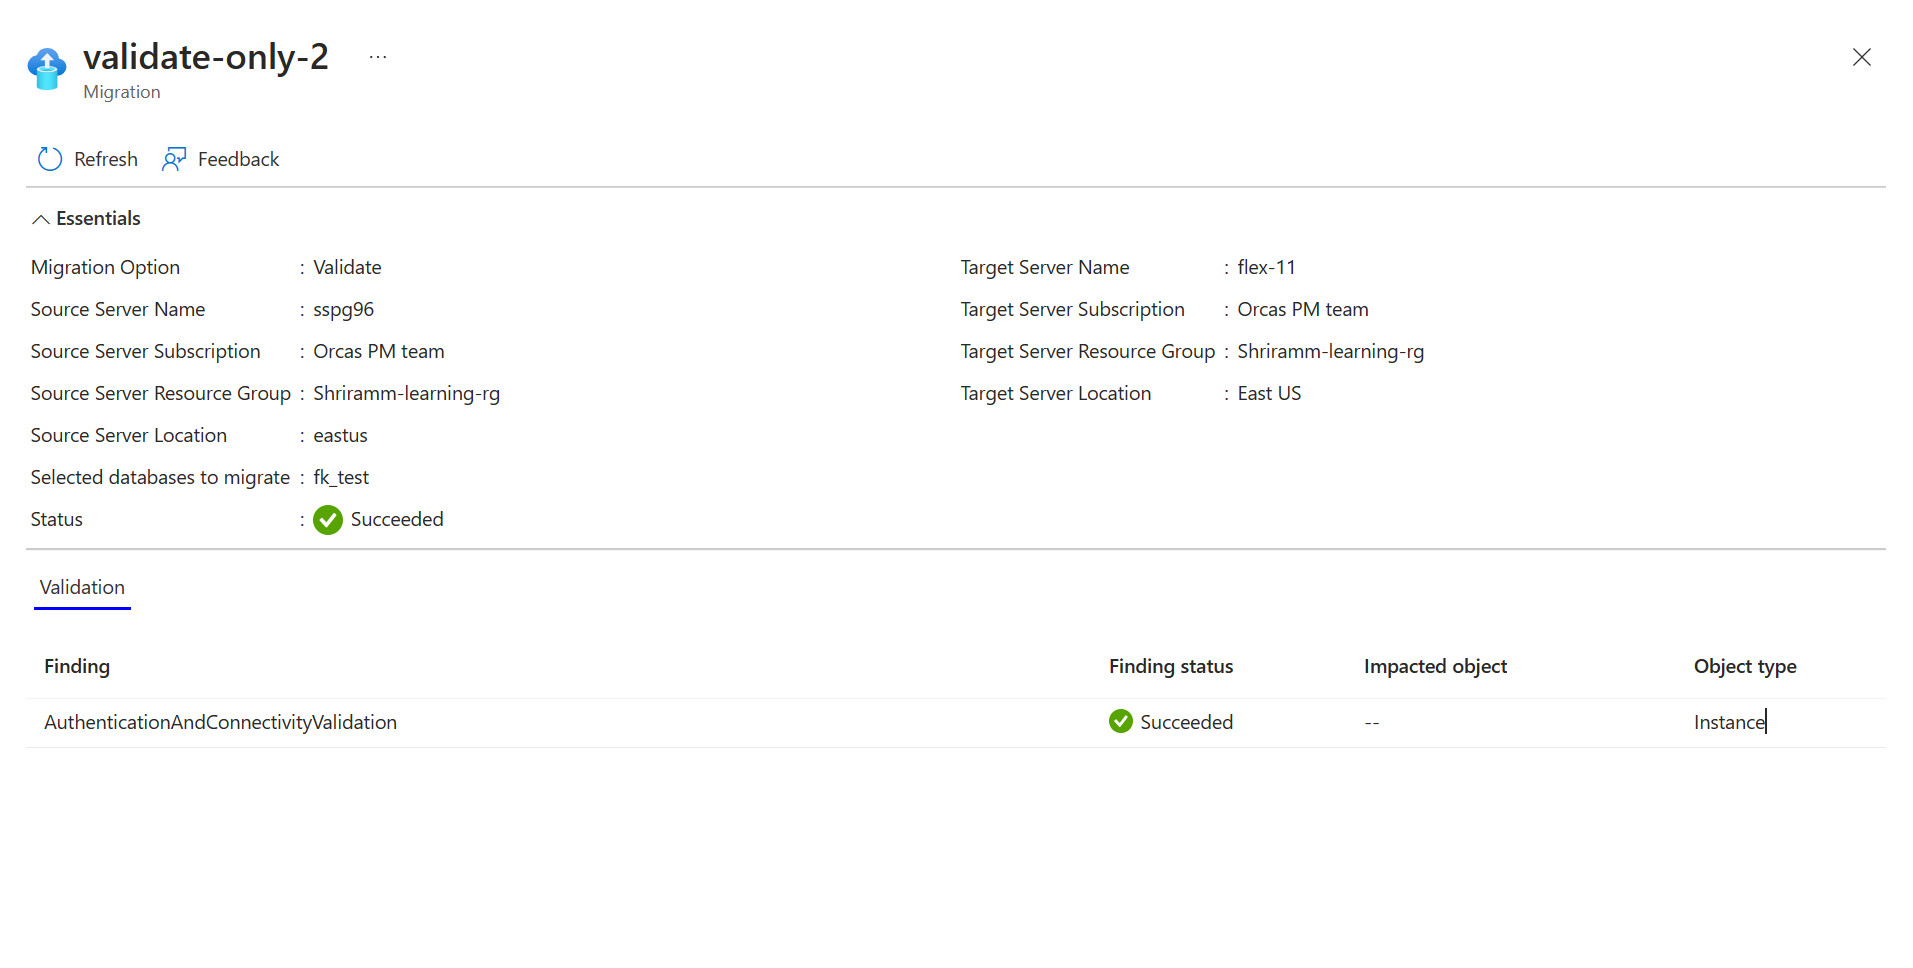 validate-only-2 ...
Migration
Refresh Feedback
Essentials
Migration Option : Validate Target Server Name : flex-11
Source Server Name : sspg96 Target Server Subscription : Orcas PM team
Source Server Subscription : Orcas PM team Target Server Resource Group : Shriramm-learning-rg
Source Server Resource Group : Shriramm-learning-rg Target Server Location : East US
Source Server Location : eastus
Selected databases to migrate : fk_test
Status : Succeeded
Validation
Finding Finding status Impacted object Object type
AuthenticationAndConnectivityValidation Succeeded -- Instance